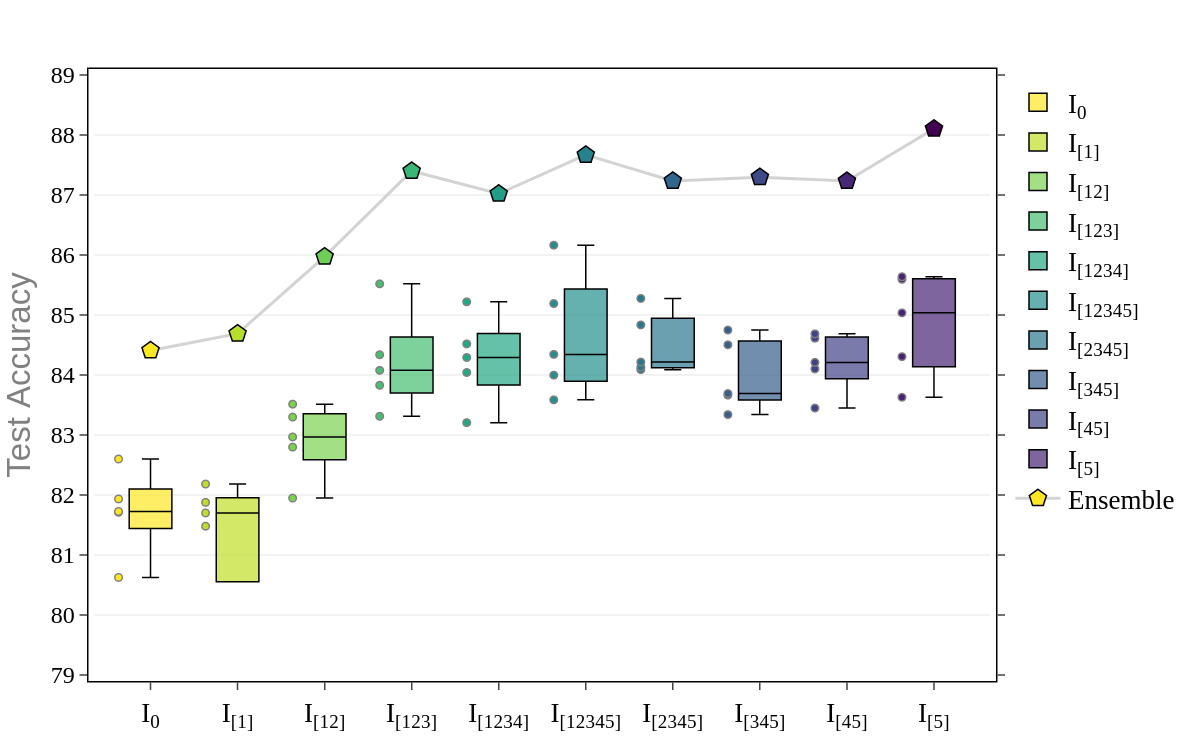 89
88
87
86
85
84
83
82
81
80
79
Test Accuracy
I[0]
I[1]
I[12]
I[123]
I[1234]
I[12345]
I[2345]
I[345]
I[45]
I[5]
I0
I[1]
I[12]
I[123]
I[1234]
I[12345]
I[2345]
I[345]
I[45]
I[5]
Ensemble